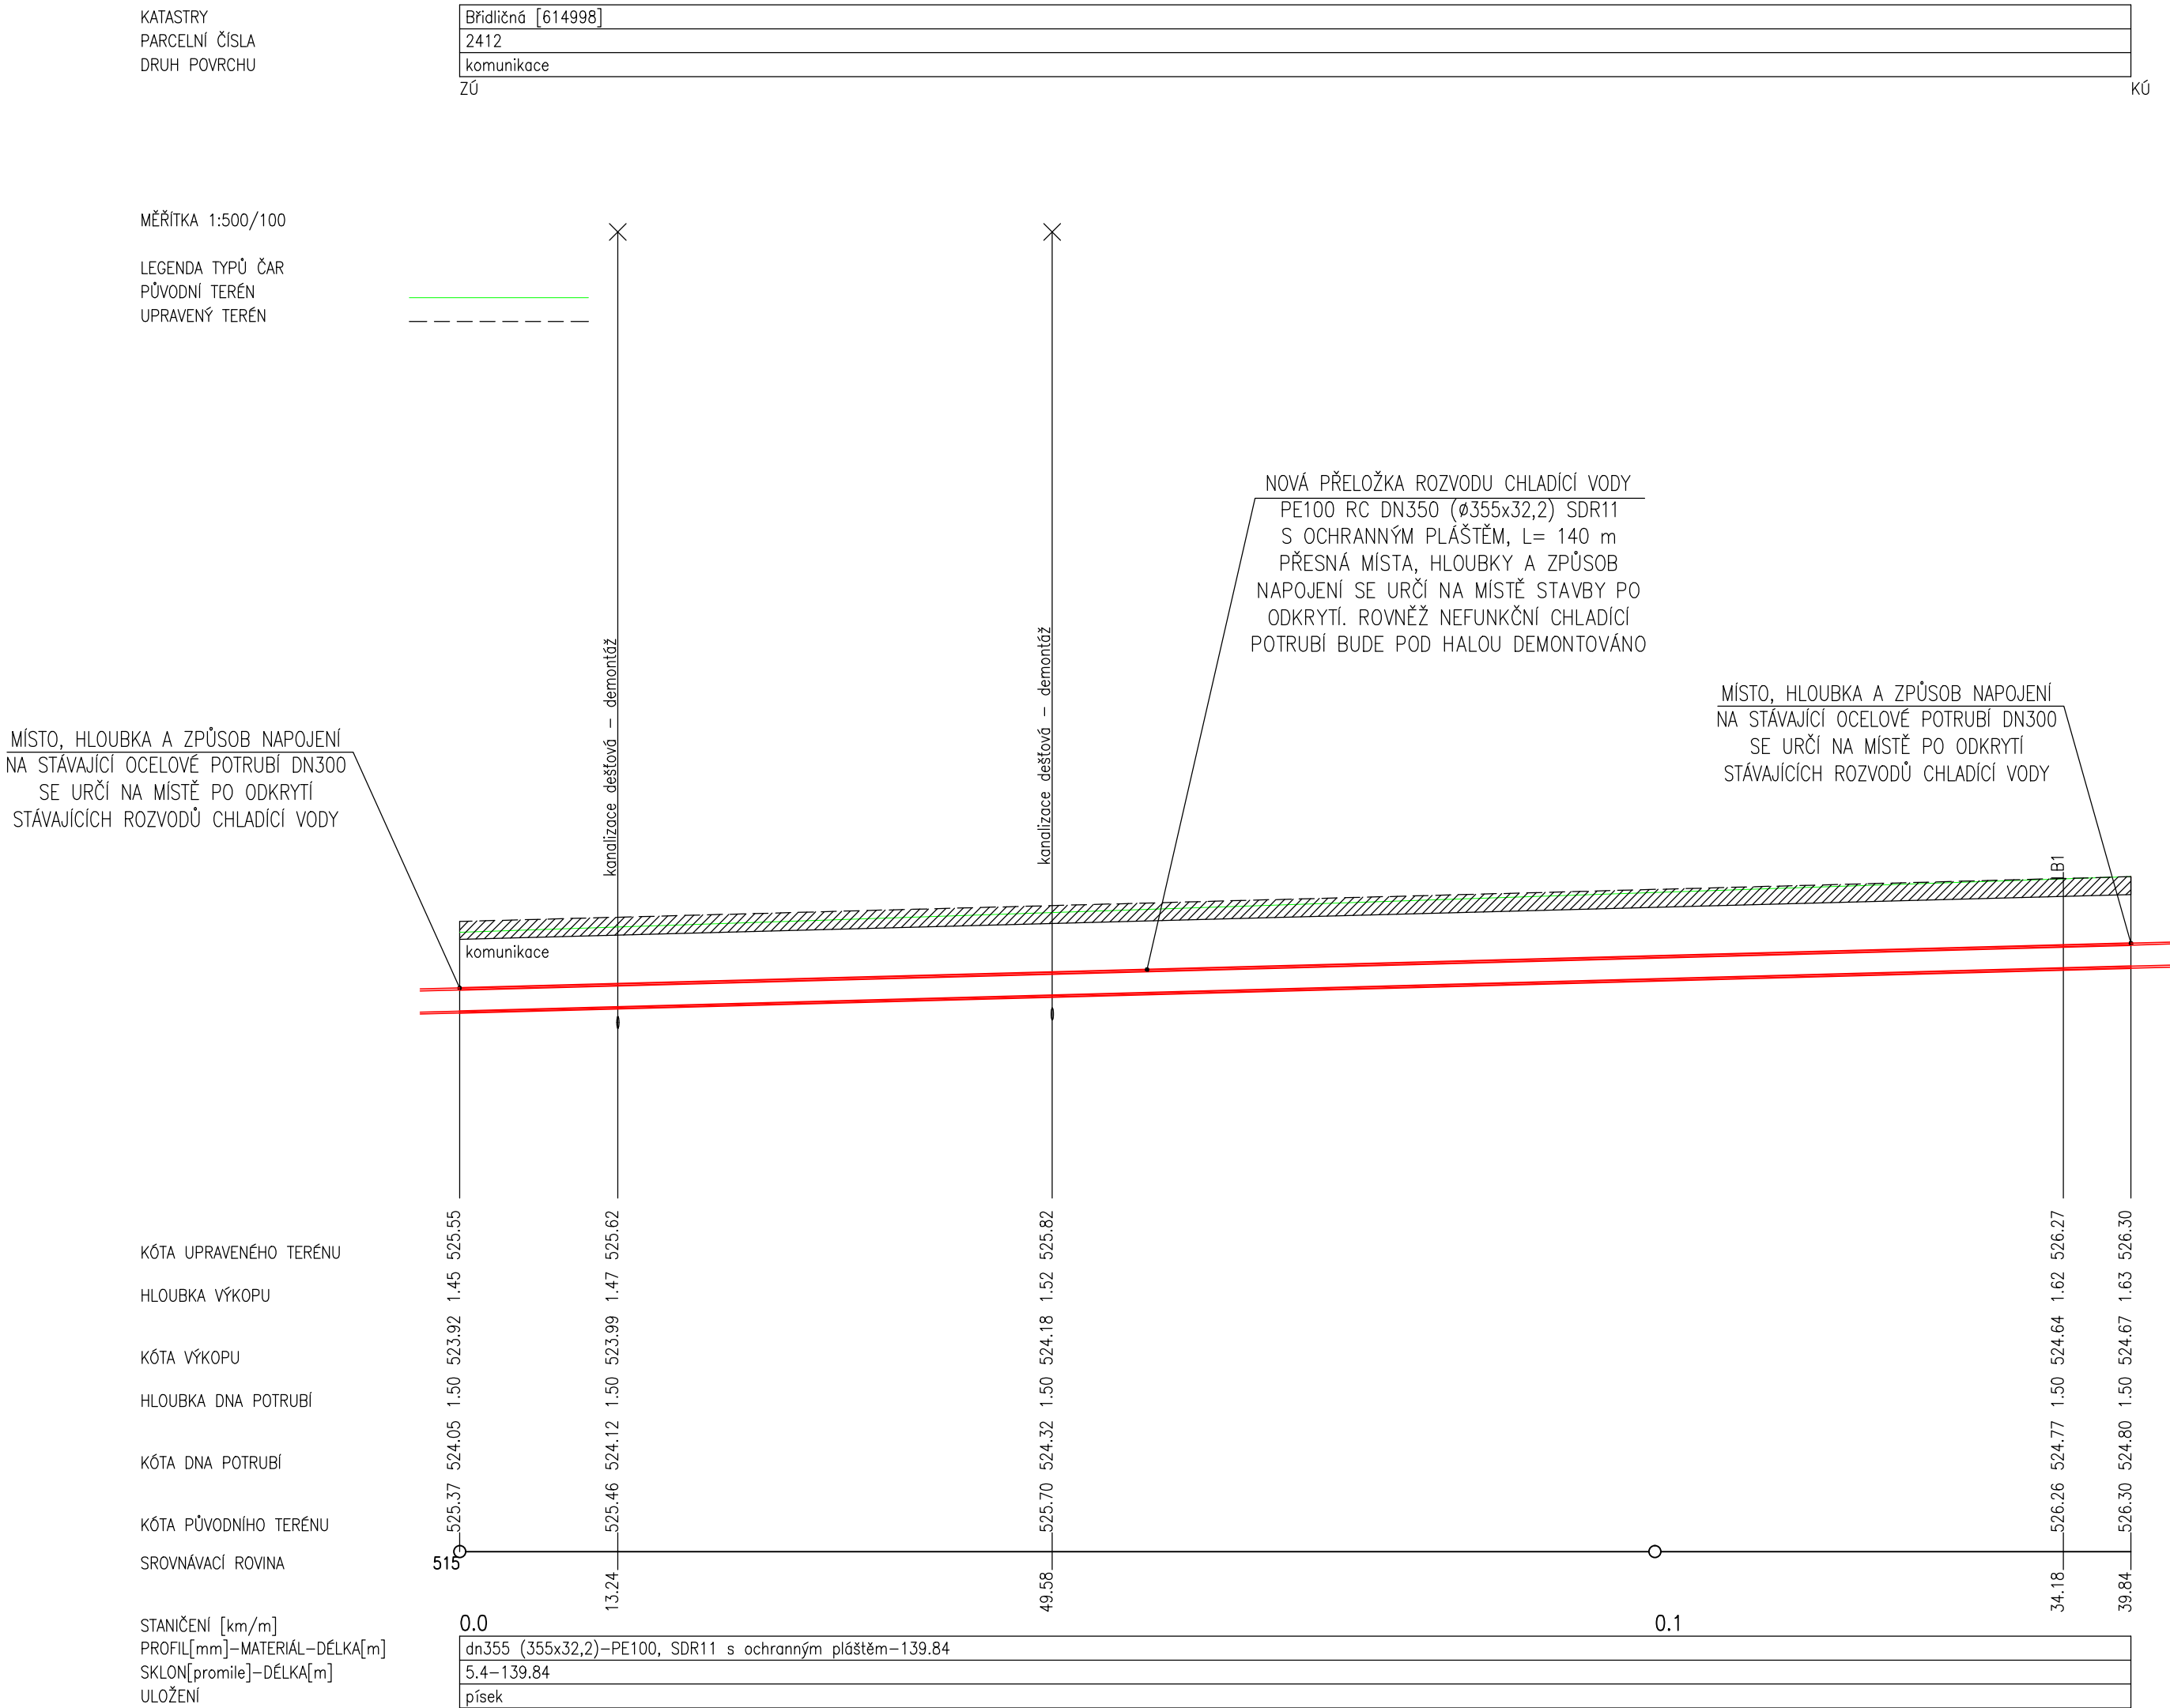 KATASTRY
Břidličná [614998]
PARCELNÍ ČÍSLA
2412
DRUH POVRCHU
komunikace
ZÚ
KÚ
MĚŘÍTKA 1:500/100
LEGENDA TYPŮ ČAR
PŮVODNÍ TERÉN
UPRAVENÝ TERÉN
kanalizace dešťová - demontáž
kanalizace dešťová - demontáž
NOVÁ PŘELOŽKA ROZVODU CHLADÍCÍ VODY
PE100 RC DN350 (ø355x32,2) SDR11
S OCHRANNÝM PLÁŠTĚM, L= 140 m
PŘESNÁ MÍSTA, HLOUBKY A ZPŮSOB
NAPOJENÍ SE URČÍ NA MÍSTĚ STAVBY PO
ODKRYTÍ. ROVNĚŽ NEFUNKČNÍ CHLADÍCÍ
POTRUBÍ BUDE POD HALOU DEMONTOVÁNO
MÍSTO, HLOUBKA A ZPŮSOB NAPOJENÍ
NA STÁVAJÍCÍ OCELOVÉ POTRUBÍ DN300
SE URČÍ NA MÍSTĚ PO ODKRYTÍ
STÁVAJÍCÍCH ROZVODŮ CHLADÍCÍ VODY
MÍSTO, HLOUBKA A ZPŮSOB NAPOJENÍ
NA STÁVAJÍCÍ OCELOVÉ POTRUBÍ DN300
SE URČÍ NA MÍSTĚ PO ODKRYTÍ
STÁVAJÍCÍCH ROZVODŮ CHLADÍCÍ VODY
LB1
komunikace
KÓTA UPRAVENÉHO TERÉNU
525.55 525.62 525.82 526.27 526.30
HLOUBKA VÝKOPU
1.45 1.47 1.52 1.62 1.63
KÓTA VÝKOPU
523.92 523.99 524.18 524.64 524.67
HLOUBKA DNA POTRUBÍ
1.50 1.50 1.50 1.50 1.50
KÓTA DNA POTRUBÍ
524.05 524.12 524.32 524.77 524.80
KÓTA PŮVODNÍHO TERÉNU
525.37 525.46 525.70 526.26 526.30
SROVNÁVACÍ ROVINA
515
13.24 49.58 34.18 39.84
STANIČENÍ [km/m]
0.0 0.1
PROFIL[mm]-MATERIÁL-DÉLKA[m]
dn355 (355x32,2)-PE100, SDR11 s ochranným pláštěm-139.84
SKLON[promile]-DÉLKA[m]
5.4-139.84
ULOŽENÍ
písek